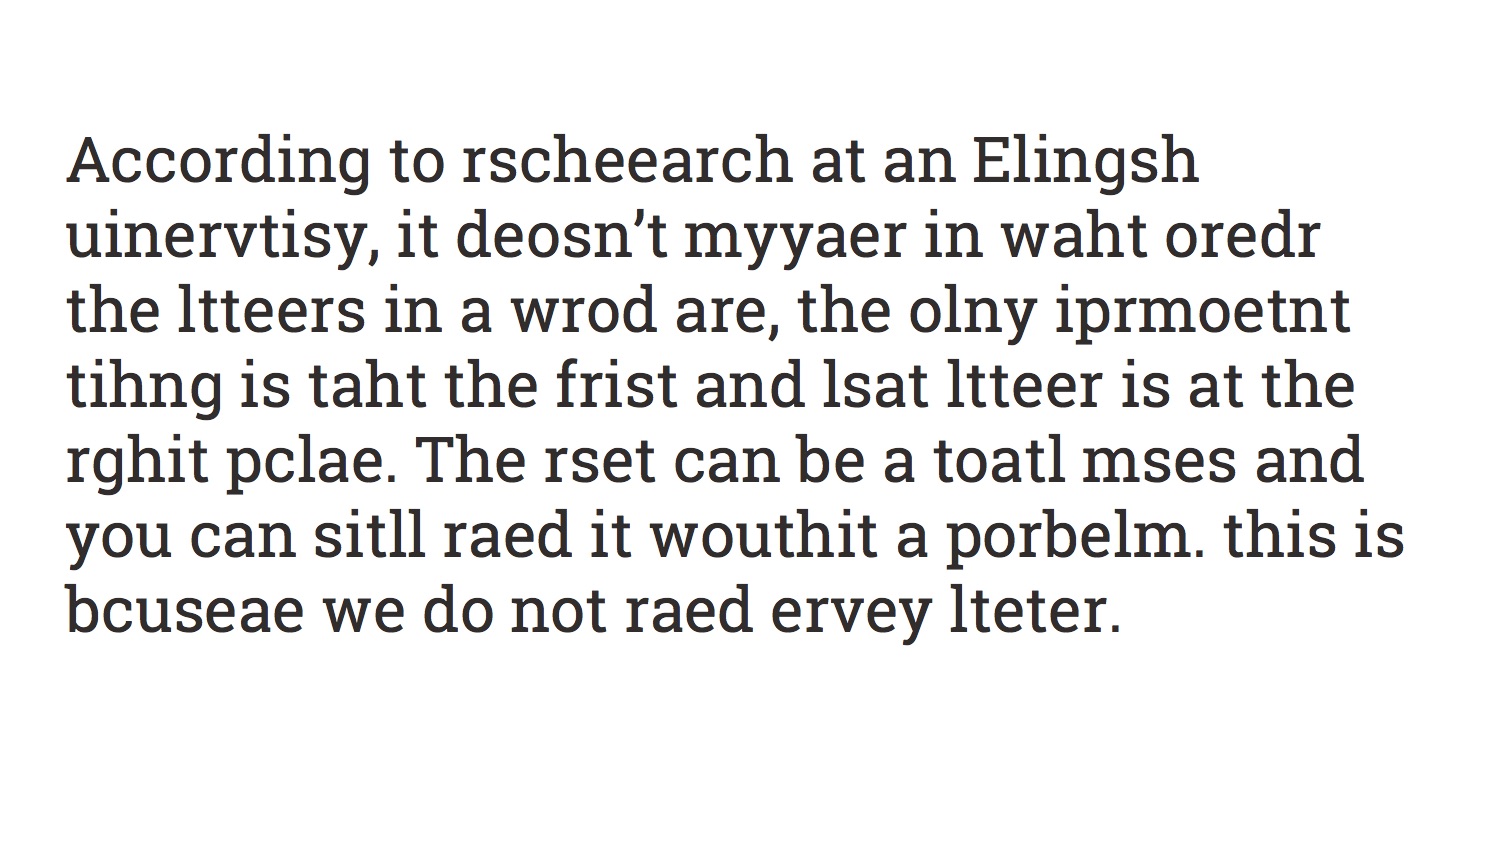 According to rscheearch at an Elingsh
uinervtisy, it deosn’t myyaer in waht oredr
the ltteers in a wrod are, the olny iprmoetnt
tihng is taht the frist and lsat ltteer is at the
rghit pclae. The rset can be a toatl mses and
you can sitll raed it wouthit a porbelm. this is
bcuseae we do not raed ervey lteter.